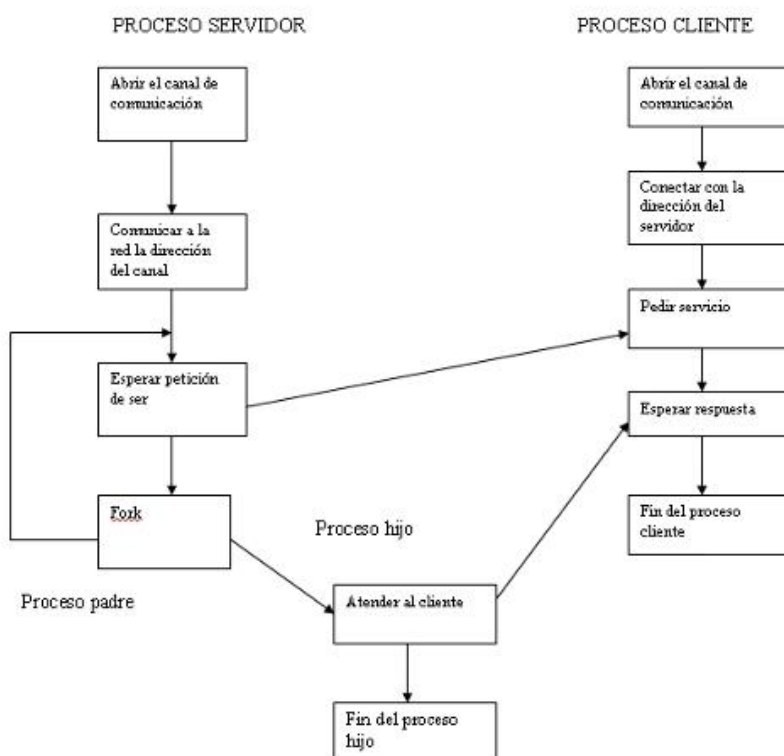 PROCESO SERVIDOR
Abrir el canal de
comunicación
Comunicar a la
red la dirección
del canal
Esperar petición
de ser
Fork
Proceso padre
Proceso hijo
Atender al cliente
Fin del proceso
hijo
PROCESO CLIENTE
Abrir el canal de
comunicación
Conectar con la
dirección del
servidor
Pedir servicio
Esperar respuesta
Fin del proceso
cliente